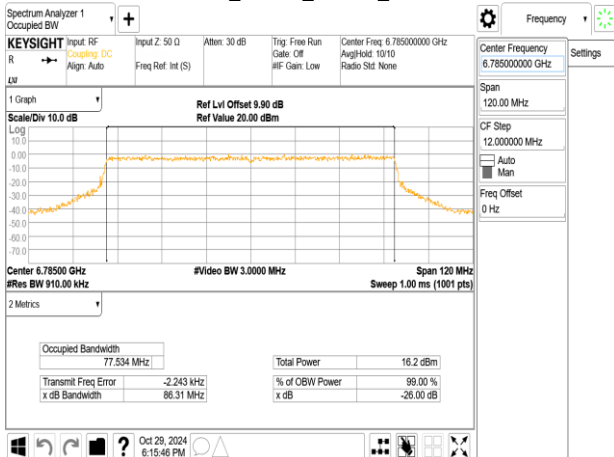 Spectrum Analyzer 1
Occupied BW
Frequency
KEYSIGHT
R
Input: RF
Coupling: DC
Align: Auto
Input Z: 50 Ω
Freq Ref: Int (S)
Atten: 30 dB
Trig: Free Run
Gate: Off
#IF Gain: Low
Center Freq: 6.785000000 GHz
Avg|Hold: 10/10
Radio Std: None
Center Frequency
6.785000000 GHz
Settings
Span
120.00 MHz
CF Step
12.000000 MHz
Auto
Man
Freq Offset
0 Hz
1 Graph
Scale/Div 10.0 dB
Ref Lvl Offset 9.90 dB
Ref Value 20.00 dBm
Log
10.0
0.00
-10.0
-20.0
-30.0
-40.0
-50.0
-60.0
-70.0
Center 6.78500 GHz
#Video BW 3.0000 MHz
Span 120 MHz
#Res BW 910.00 kHz
Sweep 1.00 ms (1001 pts)
2 Metrics
Occupied Bandwidth
77.534 MHz
Total Power 16.2 dBm
Transmit Freq Error -2.243 kHz
% of OBW Power 99.00 %
x dB Bandwidth 86.31 MHz
x dB -26.00 dB
?
Oct 29, 2024
6:15:46 PM